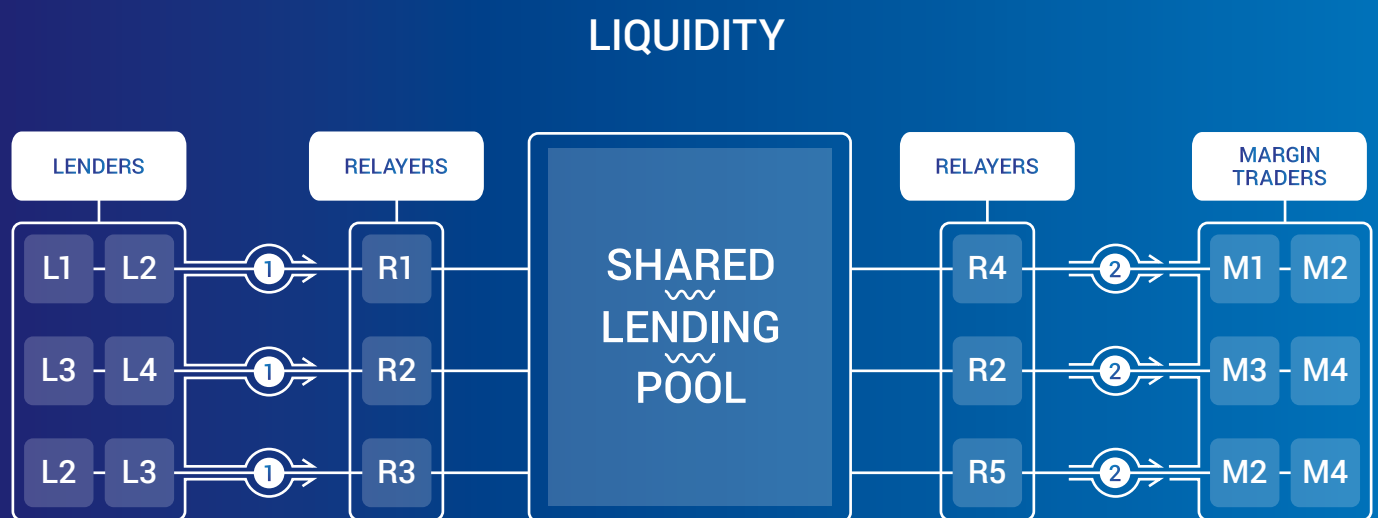 LIQUIDITY
LENDERS
RELAYERS
RELAYERS
MARGIN
TRADERS
L1 L2 1 R1 R4 2 M1 M2
SHARED
LENDING
POOL
L3 L4 1 R2 R2 2 M3 M4
L2 L3 1 R3 R5 2 M2 M4